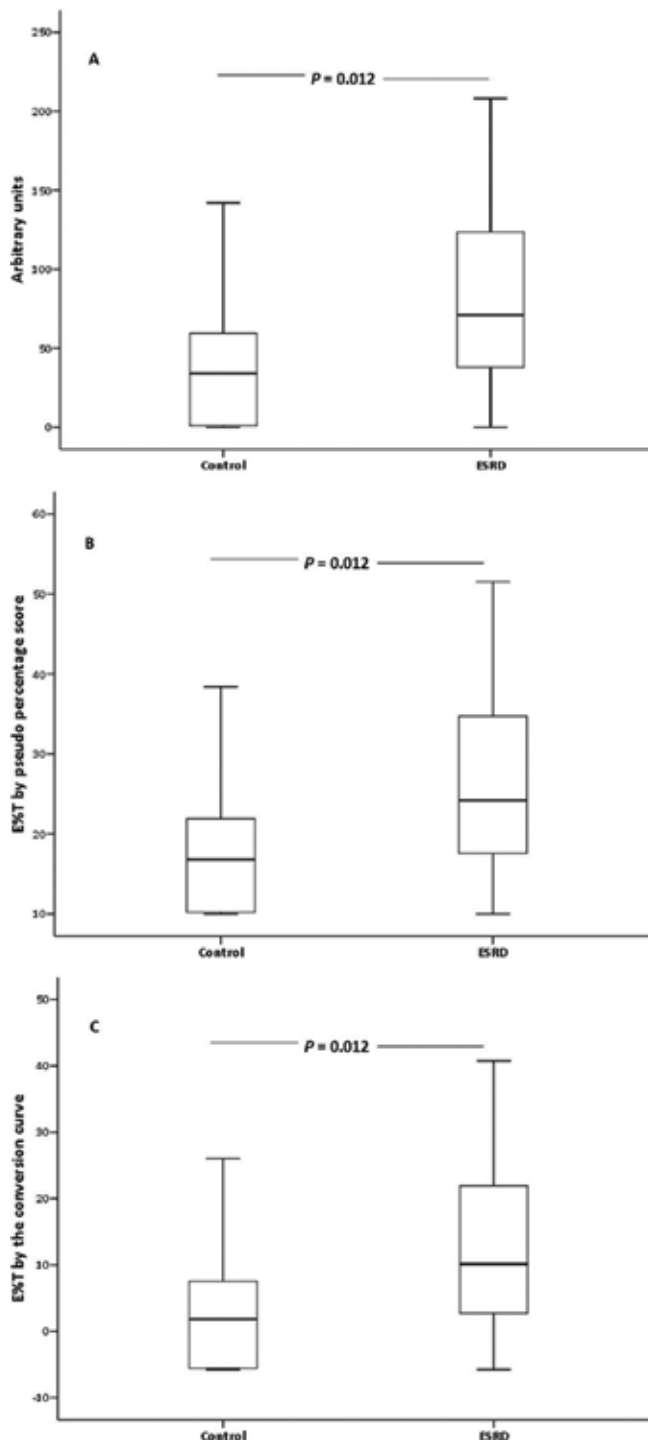 250
A
P = 0.012
200
150
100
50
0
Arbitrary units
Control ESRD
60
B
P = 0.012
50
40
30
20
10
E%T by pseudo percentage score
Control ESRD
50
C
P = 0.012
40
30
20
10
0
-10
E%T by the conversion curve
Control ESRD